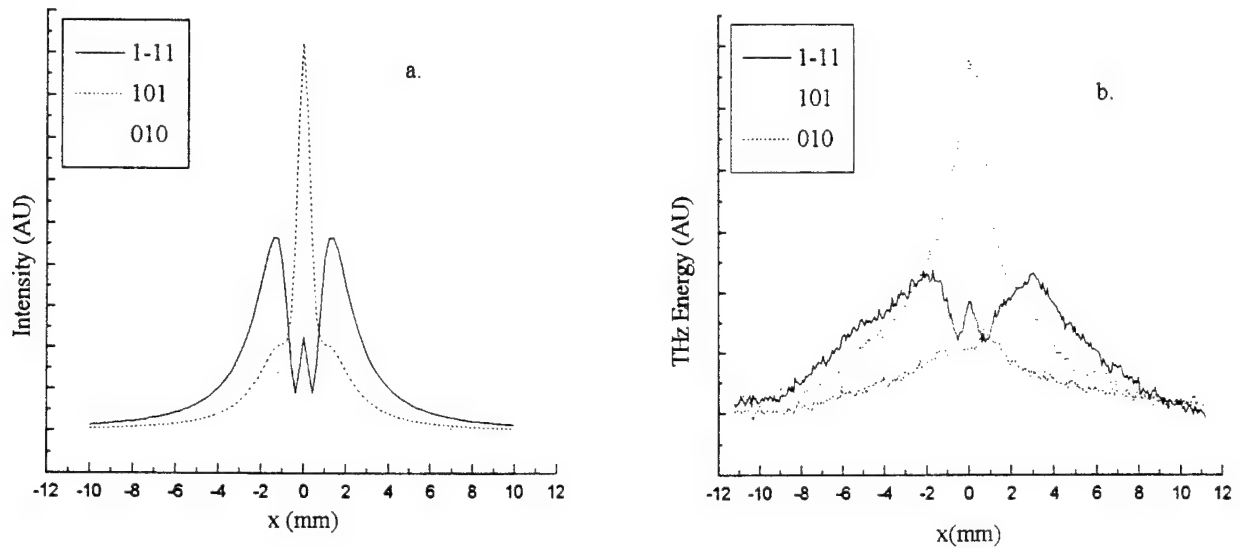 1-11
101
010
a.
Intensity (AU)
-12 -10 -8 -6 -4 -2 0 2 4 6 8 10 12
x (mm)
1-11
101
010
b.
THz Energy (AU)
-12 -10 -8 -6 -4 -2 0 2 4 6 8 10 12
x(mm)